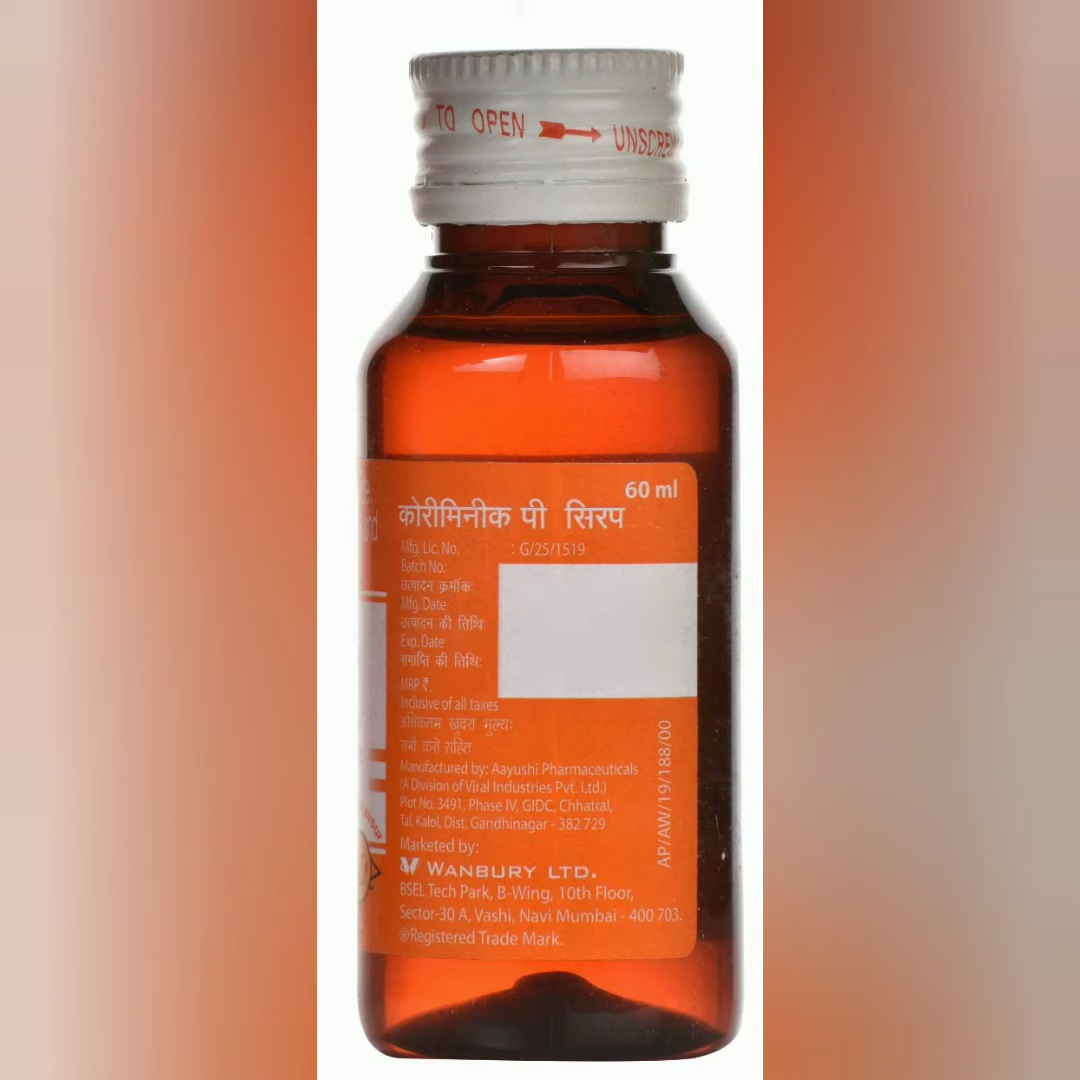 TO OPEN UNSCREW
60 ml
कोरीमिनीक पी सिरप
Mfg. Lic. No. : G/25/1519
Batch No:
उत्पादन क्रमाँकः
Mfg. Date
उत्पादन की तिथिः
Exp. Date
समाप्ति की तिथिः
MRP ₹.
Inclusive of all taxes
अधिकतम खुदरा मुल्यः
सभी करो सहित
Manufactured by: Aayushi Pharmaceuticals
(A Division of Viral Industries Pvt. Ltd.)
Plot No. 3491, Phase IV, GIDC, Chhatral,
Tal. Kalol, Dist. Gandhinagar - 382 729
Marketed by:
WANBURY LTD.
BSEL Tech Park, B-Wing, 10th Floor,
Sector-30 A, Vashi, Navi Mumbai - 400 703.
®Registered Trade Mark.
AP/AW/19/188/00